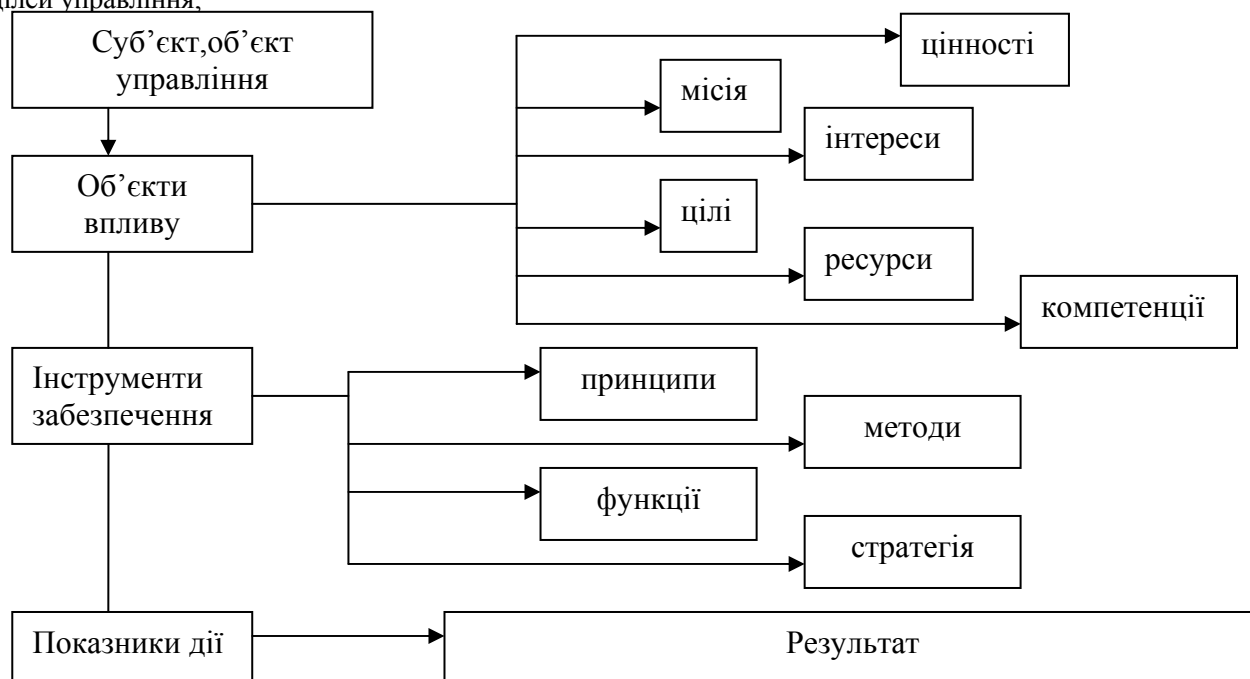 управління;
Суб’єкт,об’єкт
управління
цінності
місія
інтереси
Об’єкти
впливу
цілі
ресурси
компетенції
Інструменти
забезпечення
принципи
методи
функції
стратегія
Показники дії
Результат